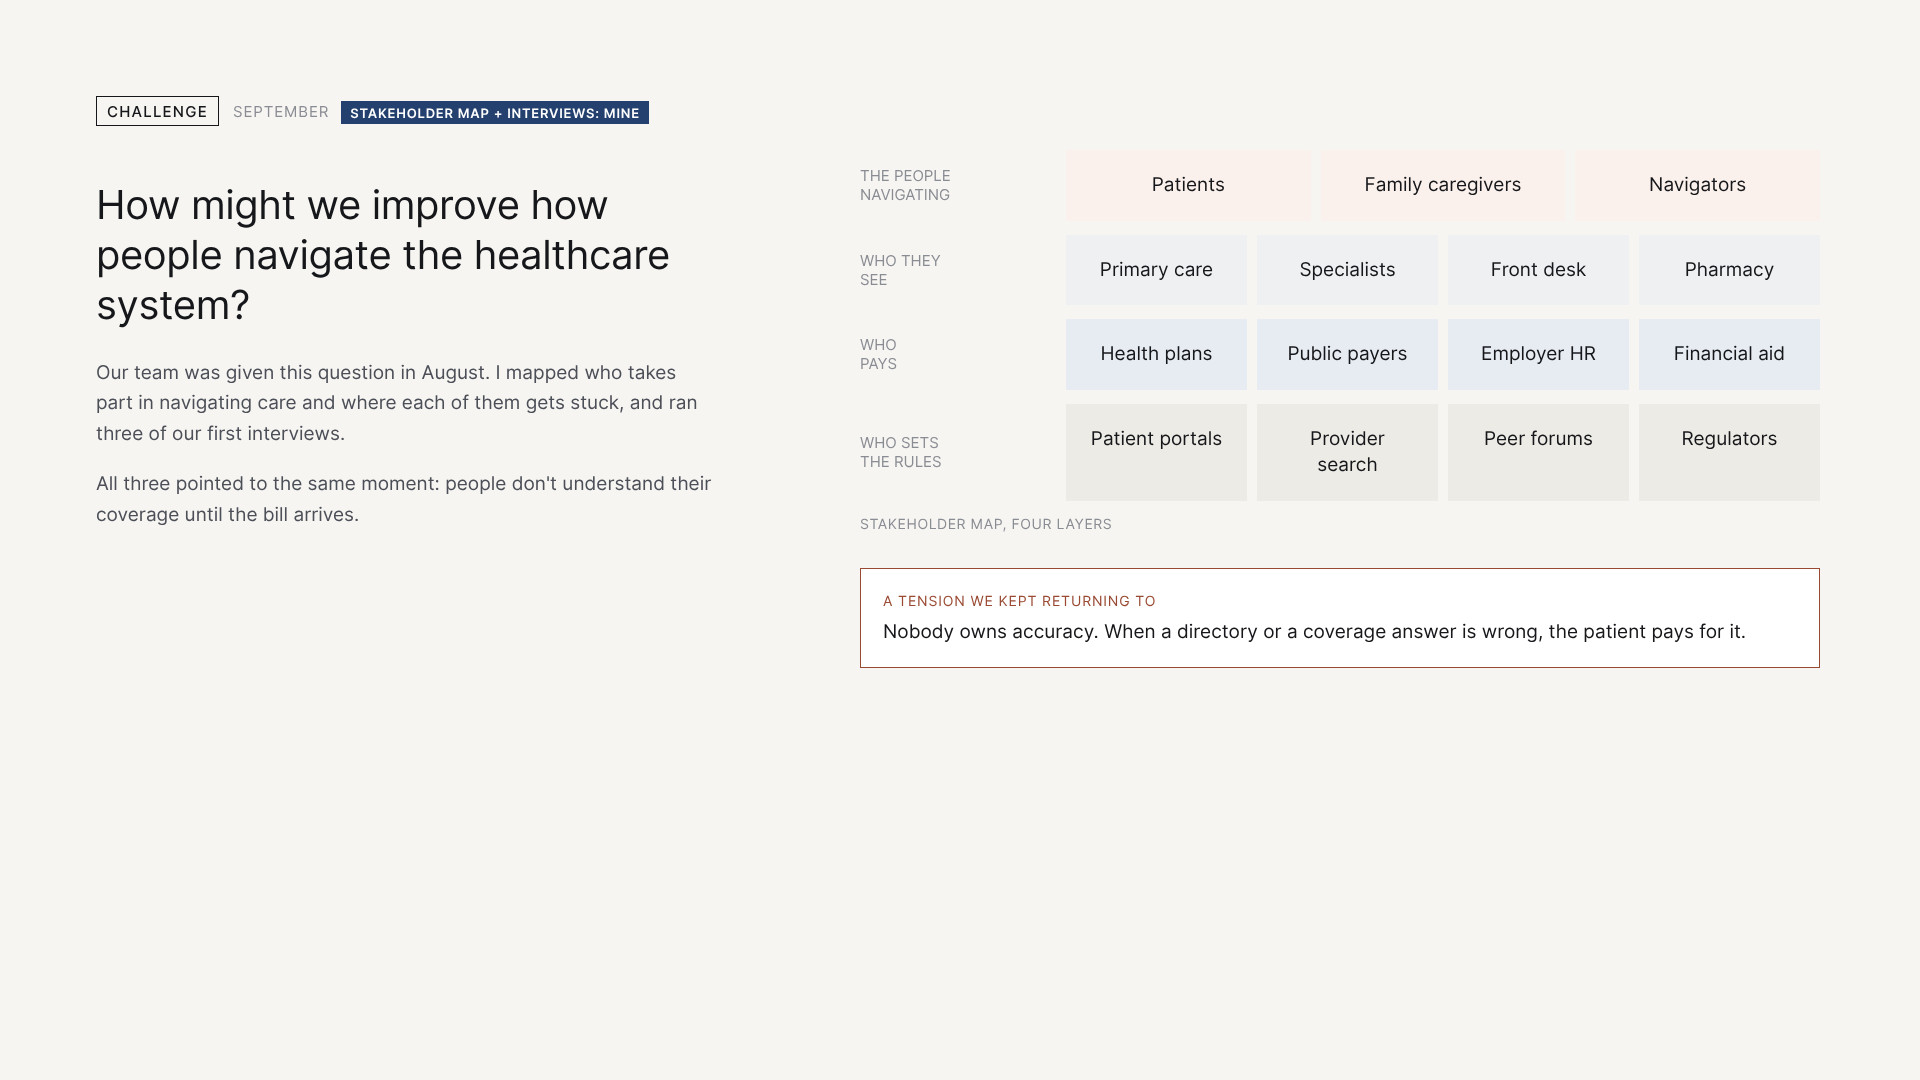 CHALLENGE SEPTEMBER STAKEHOLDER MAP + INTERVIEWS: MINE
How might we improve how
people navigate the healthcare
system?
Our team was given this question in August. I mapped who takes
part in navigating care and where each of them gets stuck, and ran
three of our first interviews.
All three pointed to the same moment: people don't understand their
coverage until the bill arrives.
THE PEOPLE
NAVIGATING
Patients Family caregivers Navigators
WHO THEY
SEE
Primary care Specialists Front desk Pharmacy
WHO
PAYS
Health plans Public payers Employer HR Financial aid
WHO SETS
THE RULES
Patient portals Provider
search
Peer forums Regulators
STAKEHOLDER MAP, FOUR LAYERS
A TENSION WE KEPT RETURNING TO
Nobody owns accuracy. When a directory or a coverage answer is wrong, the patient pays for it.